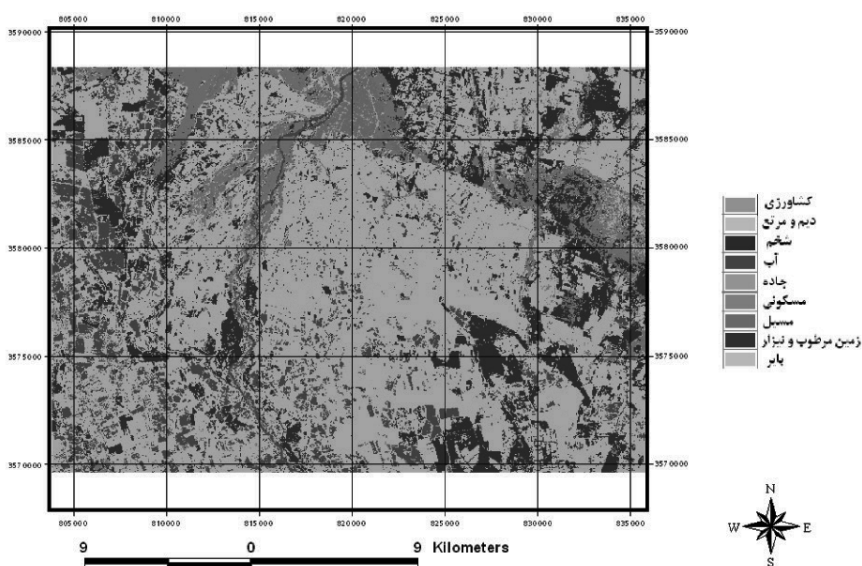 805000 810000 815000 820000 825000 830000 835000
3590000 3590000
3585000 3585000
3580000 3580000
3575000 3575000
3570000 3570000
805000 810000 815000 820000 825000 830000 835000
کشاورزی
دیم و مرتع
شخم
آب
جاده
مسکونی
مسیل
زمین مرطوب و نیزار
بایر
N
W E
S
9 0 9 Kilometers